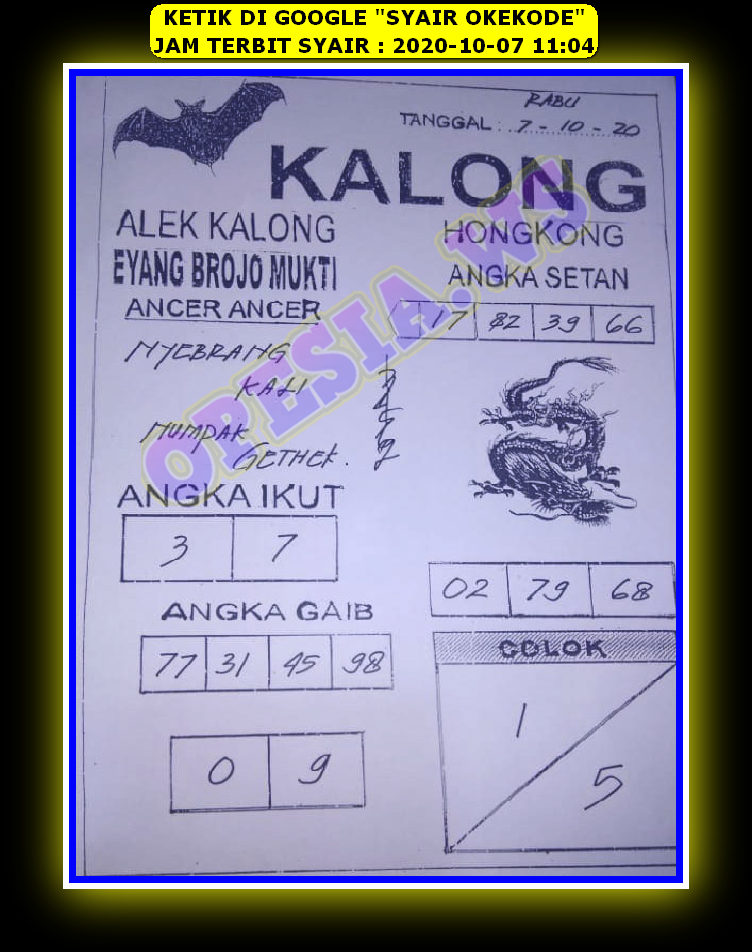 KETIK DI GOOGLE "SYAIR OKEKODE"
JAM TERBIT SYAIR : 2020-10-07 11:04
RABU
TANGGAL : 7 - 10 - 20
KALONG
ALEK KALONG
HONGKONG
EYANG BROJO MUKTI
ANGKA SETAN
ANCER ANCER
17 82 39 66
NYEBRANG
KALI
NUMPAK
GETHEK.
OPESIA.WS
ANGKA IKUT
3 7
02 79 68
ANGKA GAIB
77 31 45 98
COLOK
1
5
0 9